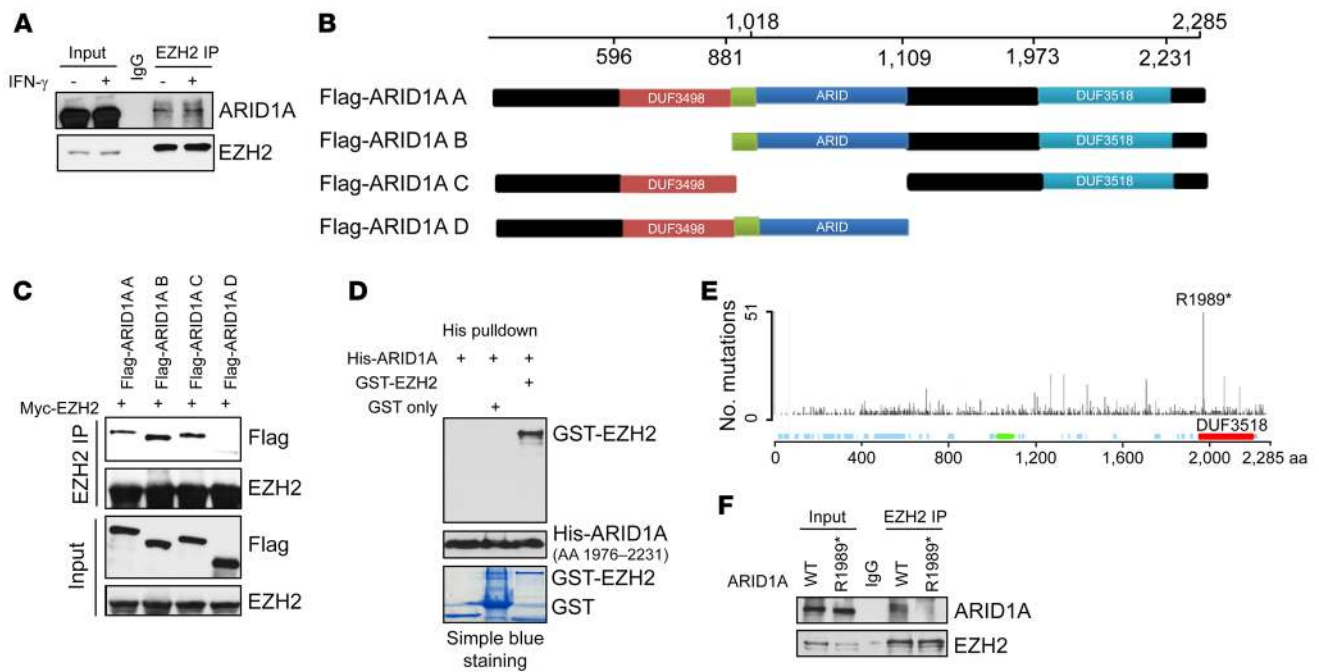 A
Input
IgG
EZH2 IP
IFN-γ - + - +
ARID1A
EZH2
B
1,018 2,285
596 881 1,109 1,973 2,231
Flag-ARID1A A DUF3498 ARID DUF3518
Flag-ARID1A B ARID DUF3518
Flag-ARID1A C DUF3498 DUF3518
Flag-ARID1A D DUF3498 ARID
C
Flag-ARID1A A
Flag-ARID1A B
Flag-ARID1A C
Flag-ARID1A D
Myc-EZH2 + + + +
EZH2 IP
Flag
EZH2
Input
Flag
EZH2
D
His pulldown
His-ARID1A + + +
GST-EZH2 +
GST only +
GST-EZH2
His-ARID1A
(AA 1976–2231)
GST-EZH2
GST
Simple blue
staining
E
R1989*
No. mutations
51
0
DUF3518
0 400 800 1,200 1,600 2,000 2,285 aa
F
Input EZH2 IP
ARID1A WT R1989* IgG WT R1989*
ARID1A
EZH2